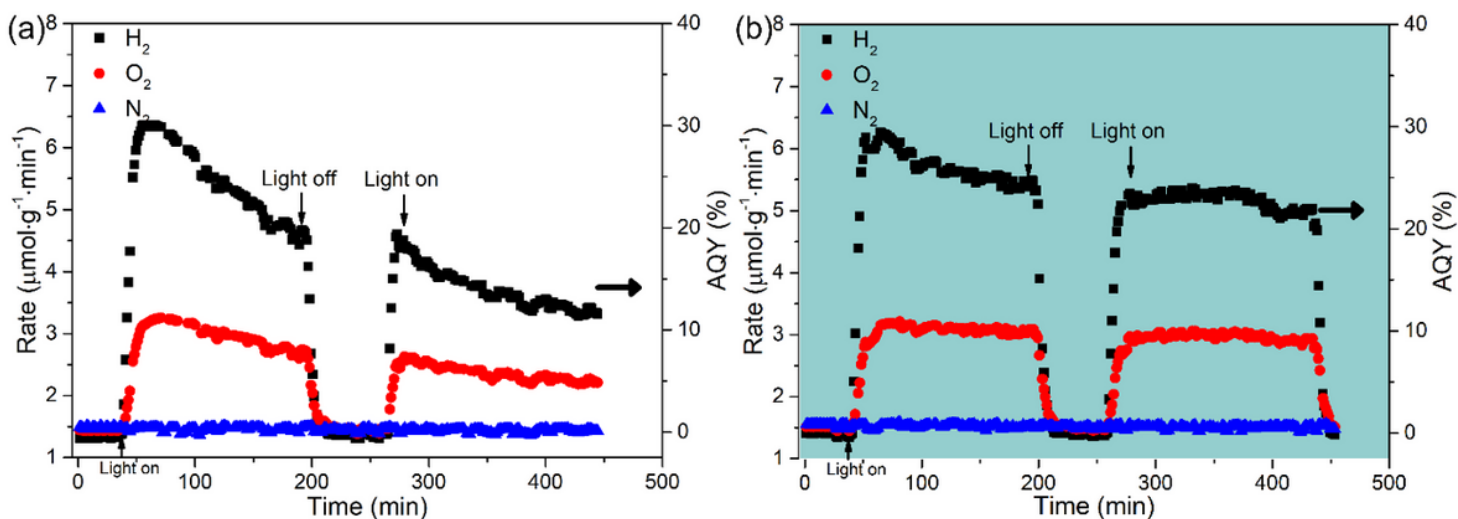 (a)
8
7
6
5
4
3
2
1
Rate (μmol·g⁻¹·min⁻¹)
H₂
O₂
N₂
Light off
Light on
Light on
0
100
200
300
400
500
Time (min)
40
30
20
10
0
AQY (%)
(b)
8
7
6
5
4
3
2
1
Rate (μmol·g⁻¹·min⁻¹)
H₂
O₂
N₂
Light off
Light on
Light on
0
100
200
300
400
500
Time (min)
40
30
20
10
0
AQY (%)